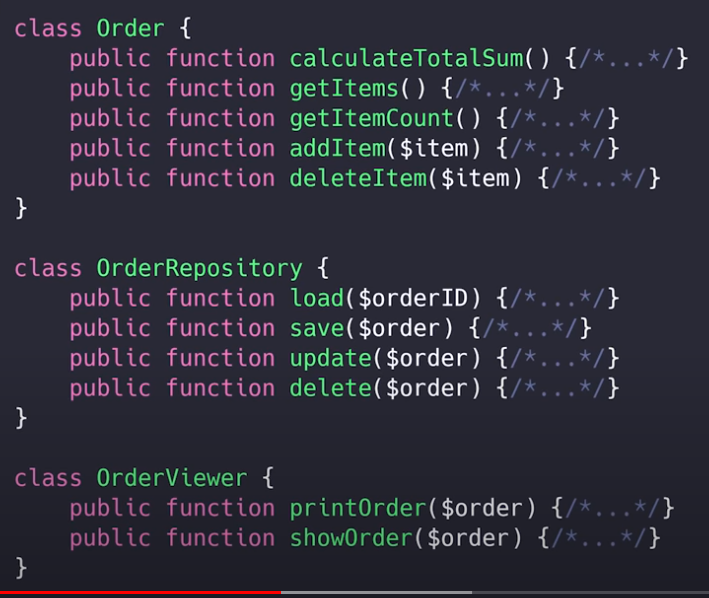 class Order {
    public function calculateTotalSum() {/*...*/}
    public function getItems() {/*...*/}
    public function getItemCount() {/*...*/}
    public function addItem($item) {/*...*/}
    public function deleteItem($item) {/*...*/}
}

class OrderRepository {
    public function load($orderID) {/*...*/}
    public function save($order) {/*...*/}
    public function update($order) {/*...*/}
    public function delete($order) {/*...*/}
}

class OrderViewer {
    public function printOrder($order) {/*...*/}
    public function showOrder($order) {/*...*/}
}